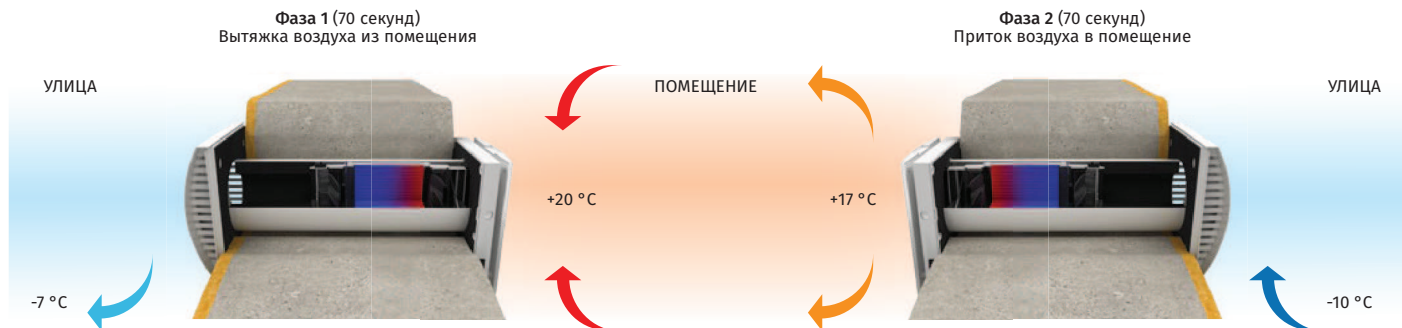 Фаза 1 (70 секунд)
Вытяжка воздуха из помещения
Фаза 2 (70 секунд)
Приток воздуха в помещение
УЛИЦА
ПОМЕЩЕНИЕ
УЛИЦА
+20 °C
+17 °C
-7 °C
-10 °C